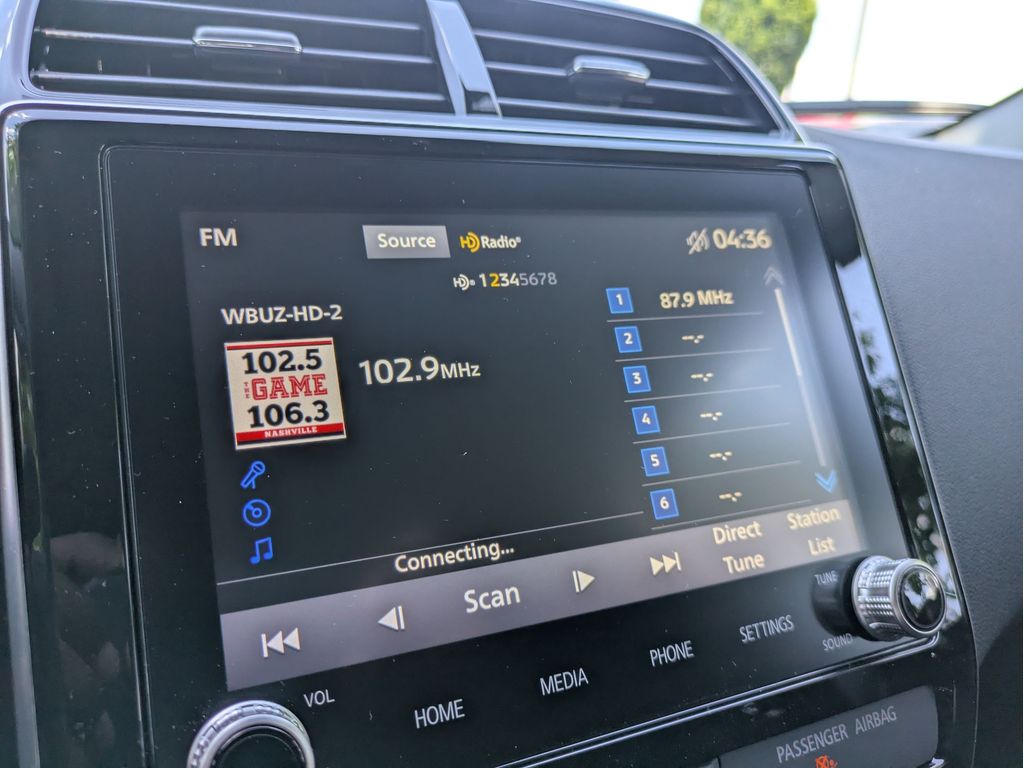 FM
Source
HD Radio®
04:36
HD® 12345678
WBUZ-HD-2
102.5
THE GAME
106.3
NASHVILLE
102.9MHz
1 87.9 MHz
2 --.-
3 --.-
4 --.-
5 --.-
6 --.-
Connecting...
Scan
Direct
Tune
Station
List
VOL
HOME
MEDIA
PHONE
SETTINGS
TUNE
SOUND
PASSENGER AIRBAG